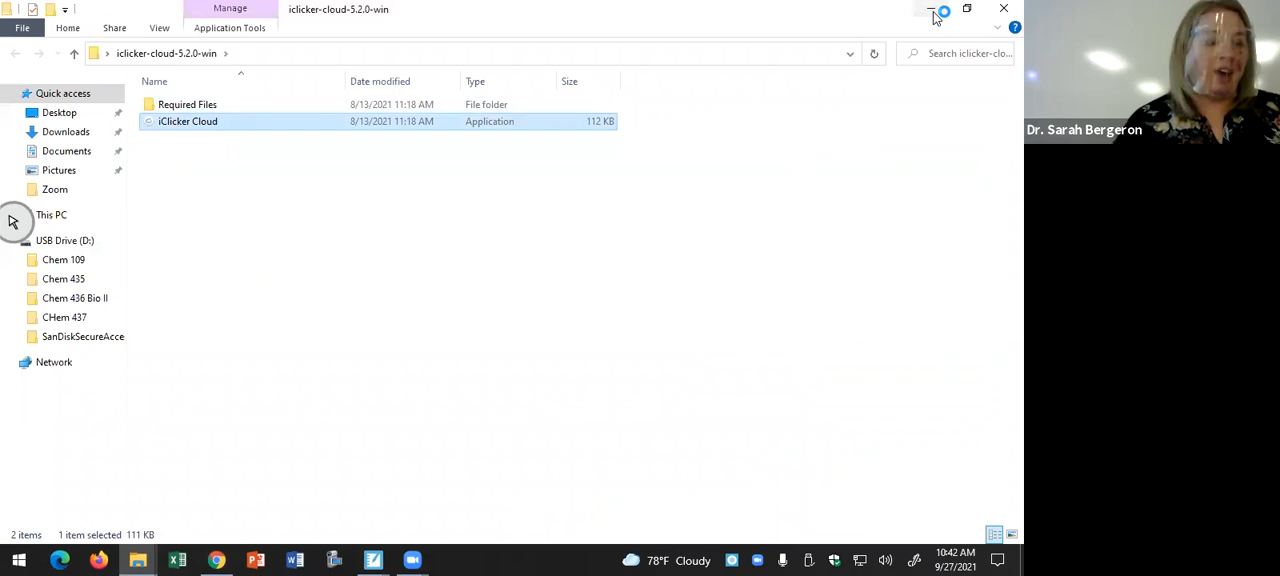 Manage
iclicker-cloud-5.2.0-win
File
Home
Share
View
Application Tools
iclicker-cloud-5.2.0-win
Search iclicker-clo...
Name
Date modified
Type
Size
Required Files
8/13/2021 11:18 AM
File folder
iClicker Cloud
8/13/2021 11:18 AM
Application
112 KB
Quick access
Desktop
Downloads
Documents
Pictures
Zoom
This PC
USB Drive (D:)
Chem 109
Chem 435
Chem 436 Bio II
CHem 437
SanDiskSecureAcce
Network
2 items
1 item selected 111 KB
78°F Cloudy
10:42 AM
9/27/2021
Dr. Sarah Bergeron